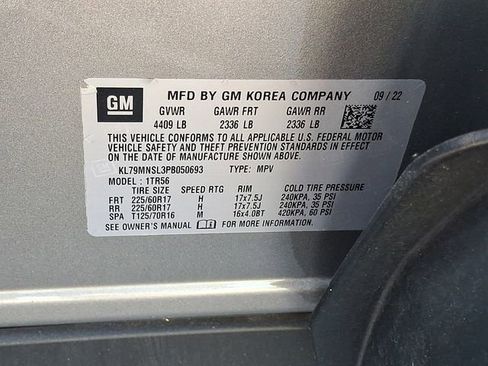 GM MFD BY GM KOREA COMPANY 09/22
GVWR GAWR FRT GAWR RR
4409 LB 2336 LB 2336 LB
THIS VEHICLE CONFORMS TO ALL APPLICABLE U.S. FEDERAL MOTOR
VEHICLE SAFETY AND THEFT PREVENTION STANDARDS IN EFFECT ON
THE DATE OF MANUFACTURE SHOWN ABOVE.
KL79MNSL3PB050693 TYPE: MPV
MODEL : 1TR56
TIRE SIZE SPEED RTG RIM COLD TIRE PRESSURE
FRT 225/60R17 H 17x7.5J 240KPA, 35 PSI
RR 225/60R17 H 17x7.5J 240KPA, 35 PSI
SPA T125/70R16 M 16x4.0BT 420KPA, 60 PSI
SEE OWNER'S MANUAL FOR MORE INFORMATION.